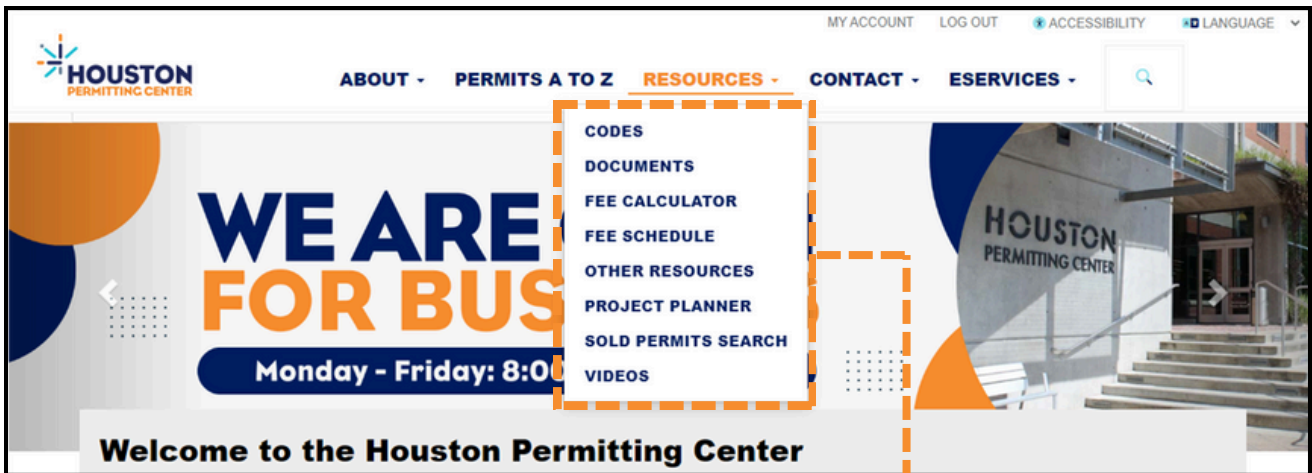 MY ACCOUNT LOG OUT ACCESSIBILITY LANGUAGE
HOUSTON
PERMITTING CENTER
ABOUT PERMITS A TO Z RESOURCES CONTACT ESERVICES
CODES
DOCUMENTS
FEE CALCULATOR
FEE SCHEDULE
OTHER RESOURCES
PROJECT PLANNER
SOLD PERMITS SEARCH
VIDEOS
WE ARE
FOR BUS
Monday - Friday: 8:0
HOUSTON
PERMITTING CENTER
Welcome to the Houston Permitting Center